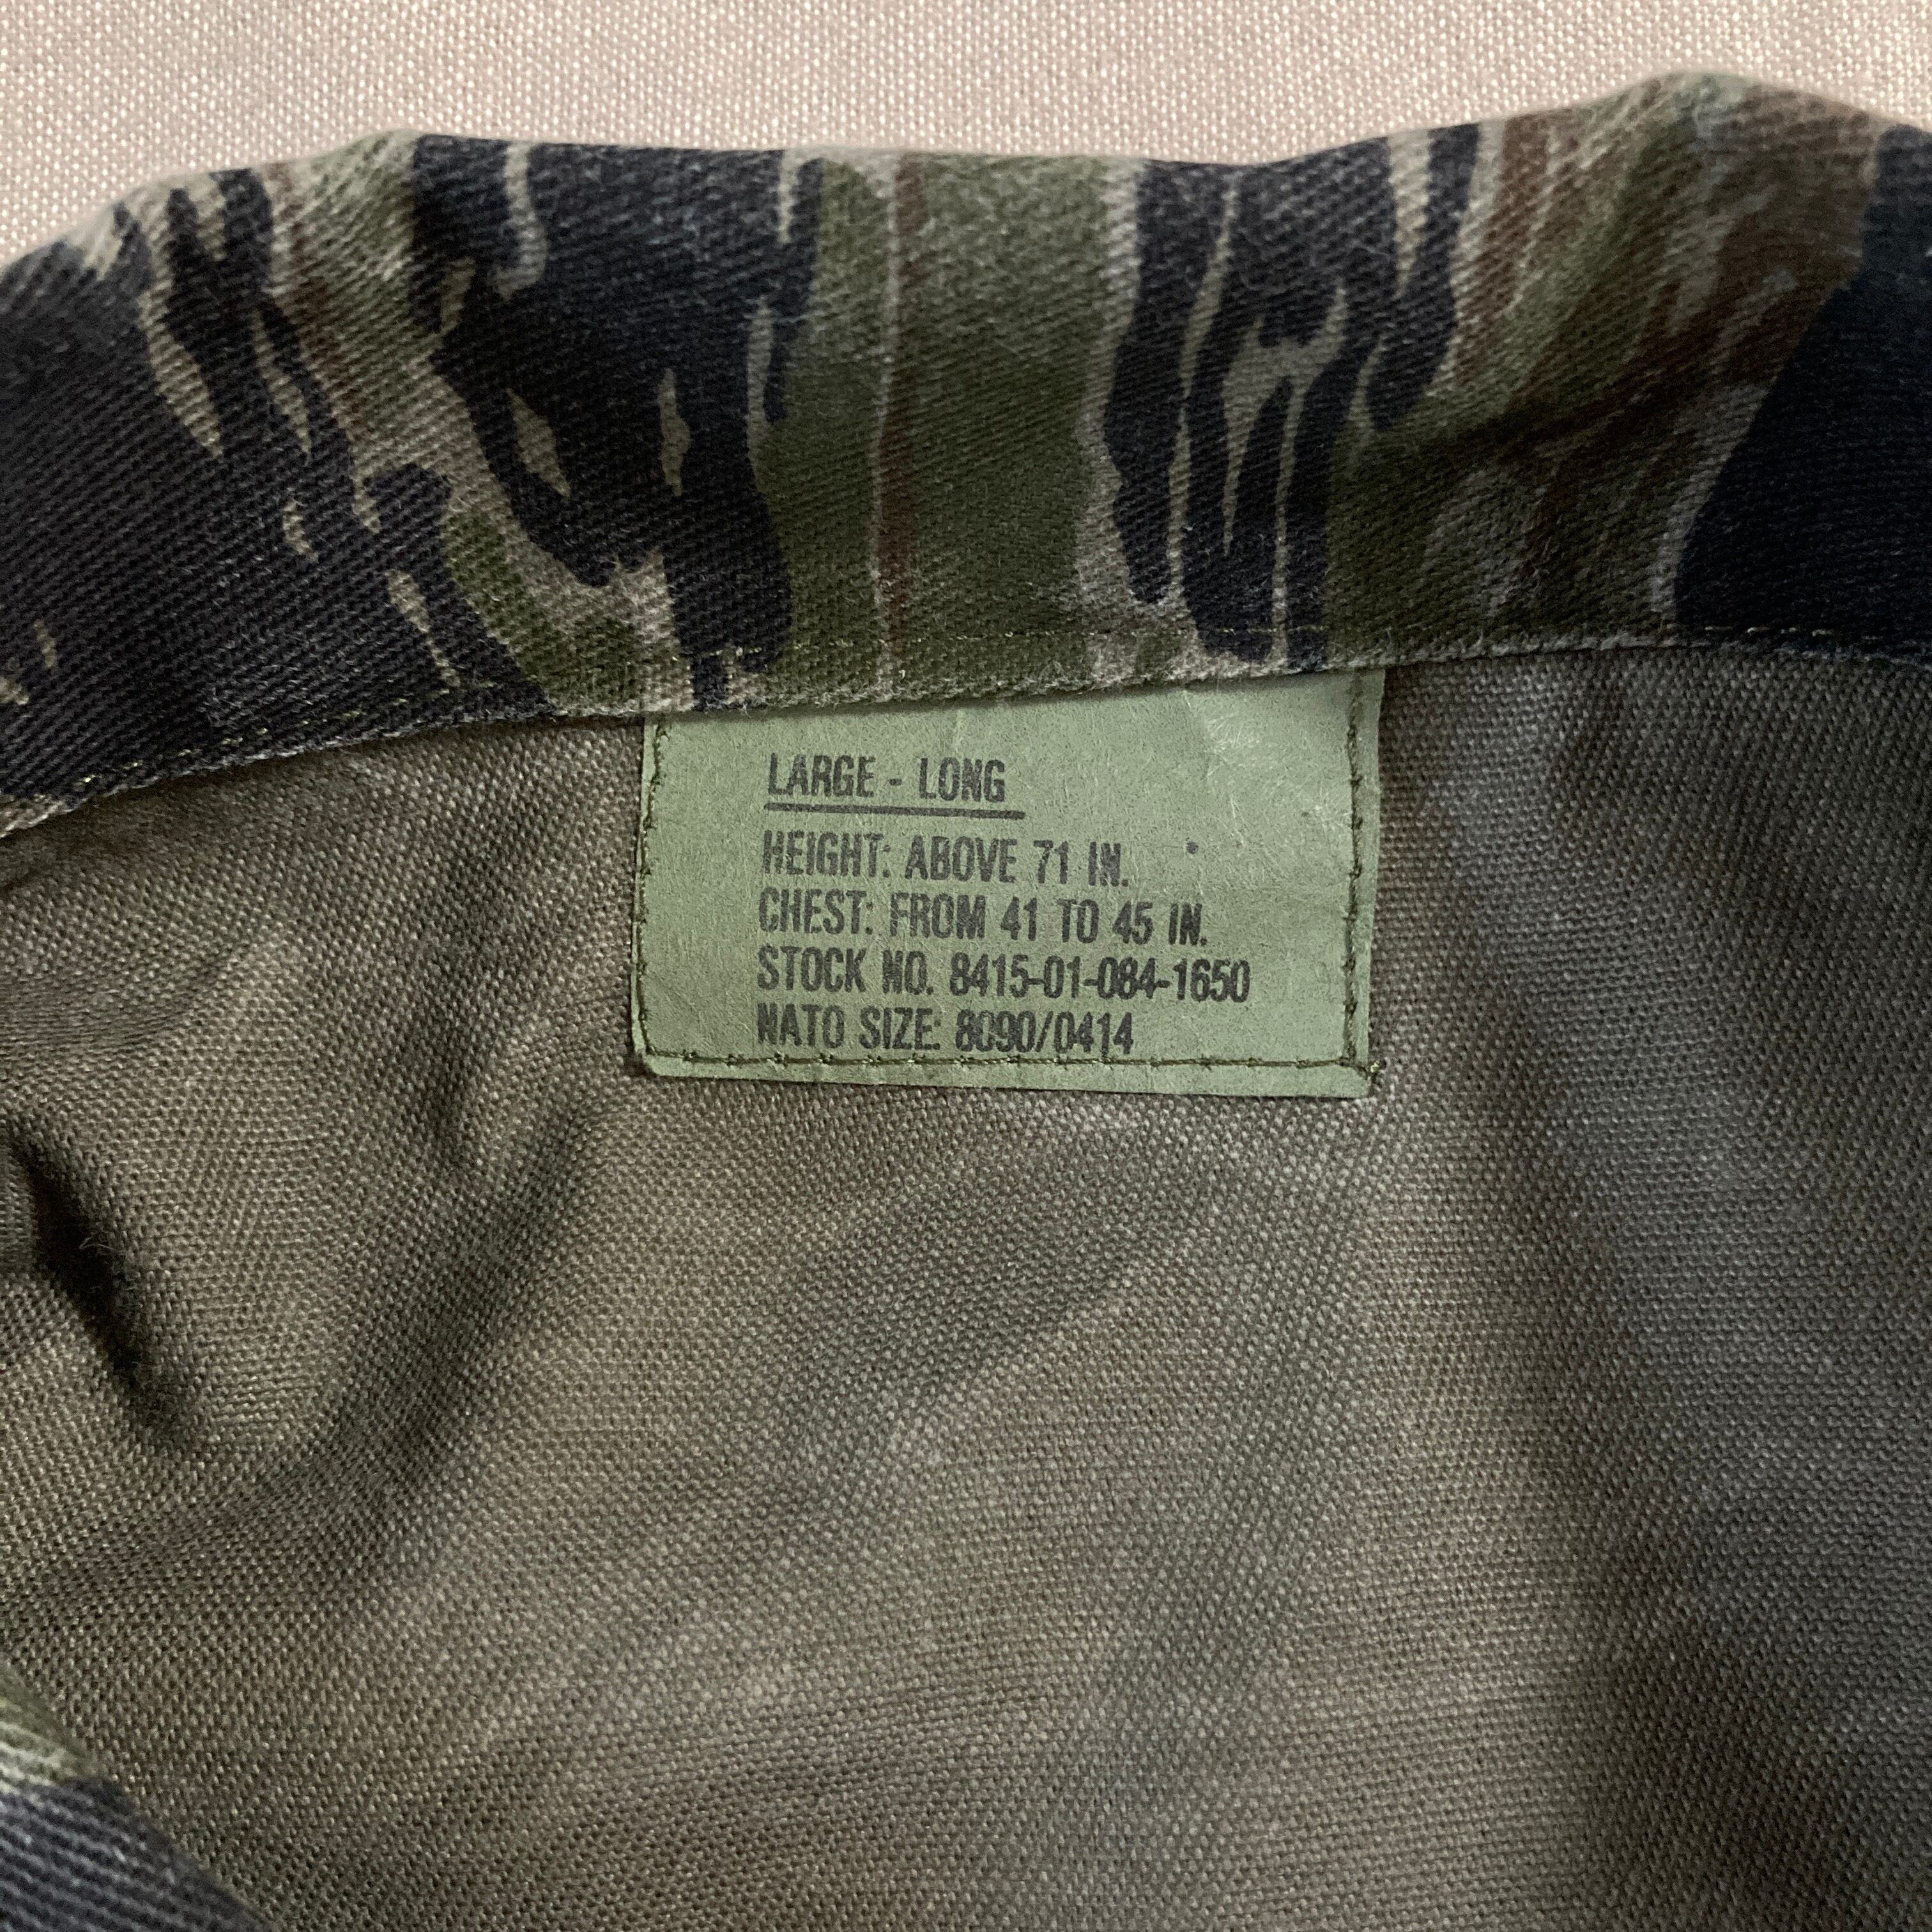 LARGE - LONG
HEIGHT: ABOVE 71 IN.
CHEST: FROM 41 TO 45 IN.
STOCK NO. 8415-01-084-1650
NATO SIZE: 8090/0414